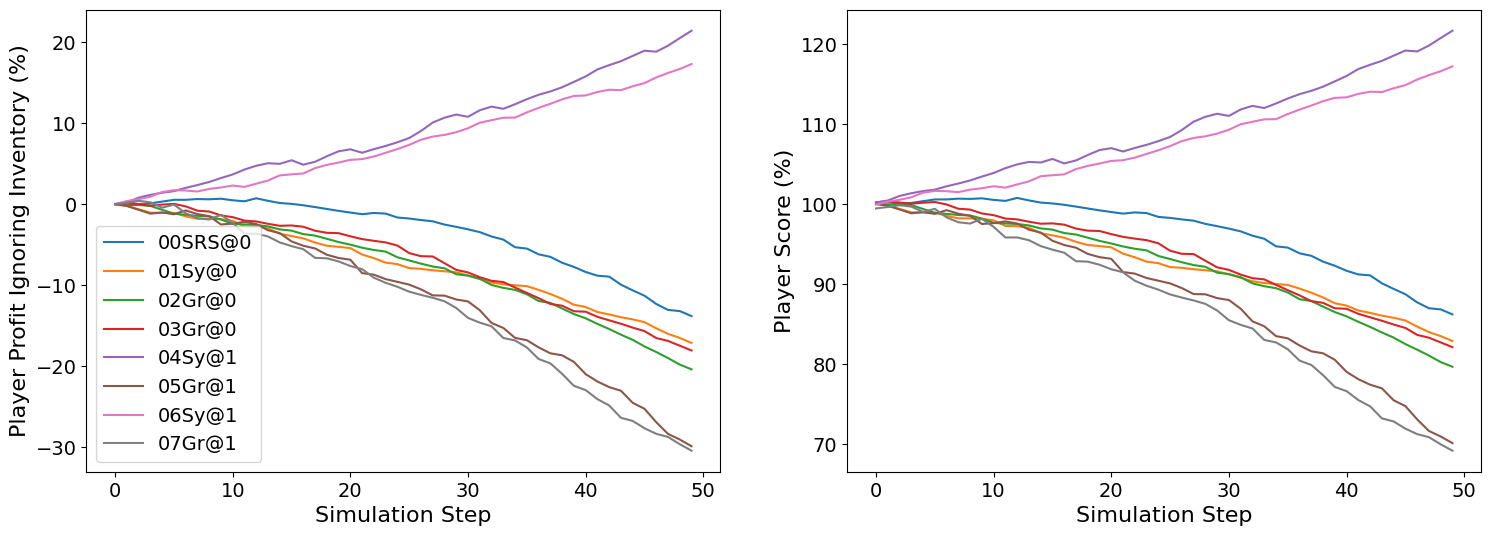 Player Profit Ignoring Inventory (%)
20
10
0
−10
−20
−30
00SRS@0
01Sy@0
02Gr@0
03Gr@0
04Sy@1
05Gr@1
06Sy@1
07Gr@1
0 10 20 30 40 50
Simulation Step
Player Score (%)
120
110
100
90
80
70
0 10 20 30 40 50
Simulation Step